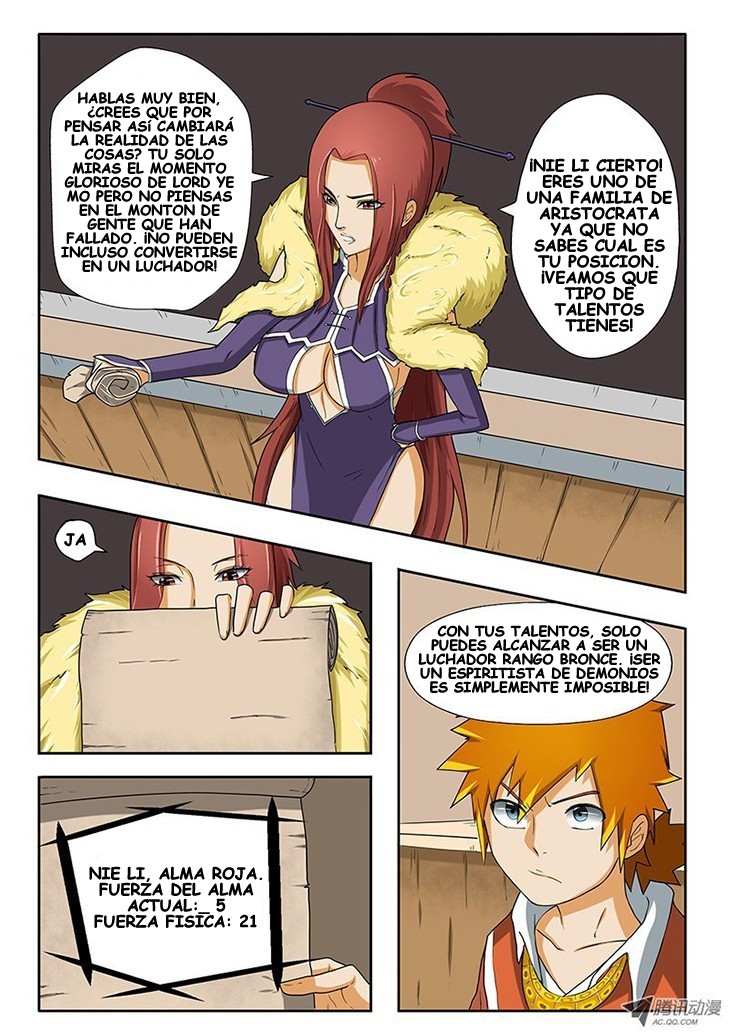 HABLAS MUY BIEN,
¿CREES QUE POR
PENSAR ASí CAMBIARÁ
LA REALIDAD DE LAS
COSAS? TU SOLO
MIRAS EL MOMENTO
GLORIOSO DE LORD YE
MO PERO NO PIENSAS
EN EL MONTON DE
GENTE QUE HAN
FALLADO. ¡NO PUEDEN
INCLUSO CONVERTIRSE
EN UN LUCHADOR!
¡NIE LI CIERTO!
ERES UNO DE
UNA FAMILIA DE
ARISTOCRATA
YA QUE NO
SABES CUAL ES
TU POSICION.
¡VEAMOS QUE
TIPO DE
TALENTOS
TIENES!
JA
CON TUS TALENTOS, SOLO
PUEDES ALCANZAR A SER UN
LUCHADOR RANGO BRONCE. ¡SER
UN ESPIRITISTA DE DEMONIOS
ES SIMPLEMENTE IMPOSIBLE!
NIE LI, ALMA ROJA.
FUERZA DEL ALMA
ACTUAL:_ 5
FUERZA FISICA: 21
腾讯动漫
AC.QQ.COM